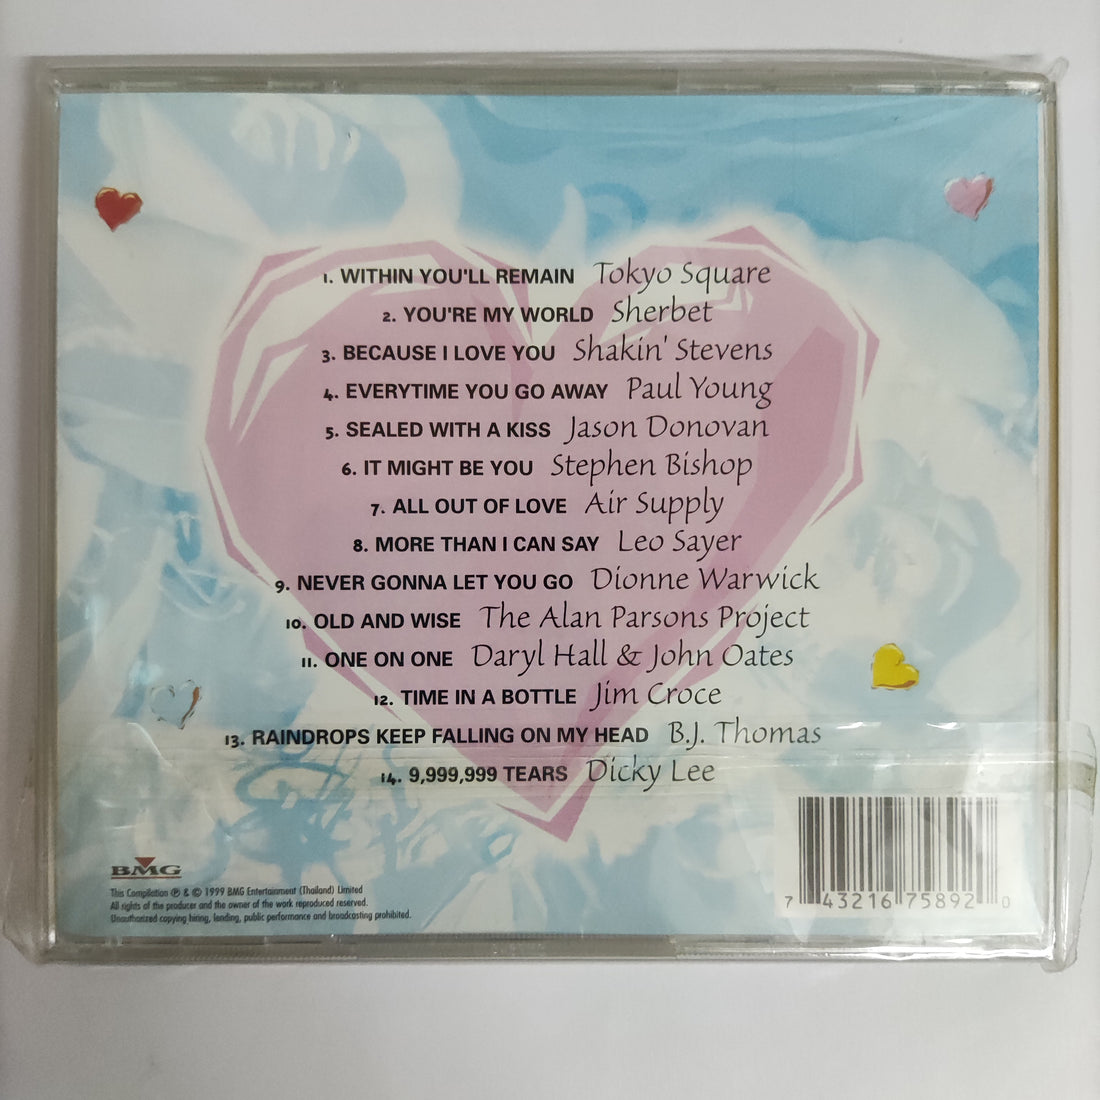 1. WITHIN YOU'LL REMAIN Tokyo Square
2. YOU'RE MY WORLD Sherbet
3. BECAUSE I LOVE YOU Shakin' Stevens
4. EVERYTIME YOU GO AWAY Paul Young
5. SEALED WITH A KISS Jason Donovan
6. IT MIGHT BE YOU Stephen Bishop
7. ALL OUT OF LOVE Air Supply
8. MORE THAN I CAN SAY Leo Sayer
9. NEVER GONNA LET YOU GO Dionne Warwick
10. OLD AND WISE The Alan Parsons Project
11. ONE ON ONE Daryl Hall & John Oates
12. TIME IN A BOTTLE Jim Croce
13. RAINDROPS KEEP FALLING ON MY HEAD B.J. Thomas
14. 9,999,999 TEARS Dicky Lee
BMG
This Compilation ℗ & © 1999 BMG Entertainment (Thailand) Limited
All rights of the producer and the owner of the work reproduced reserved.
Unauthorized copying hiring, lending, public performance and broadcasting prohibited.
7 43216 75892 0